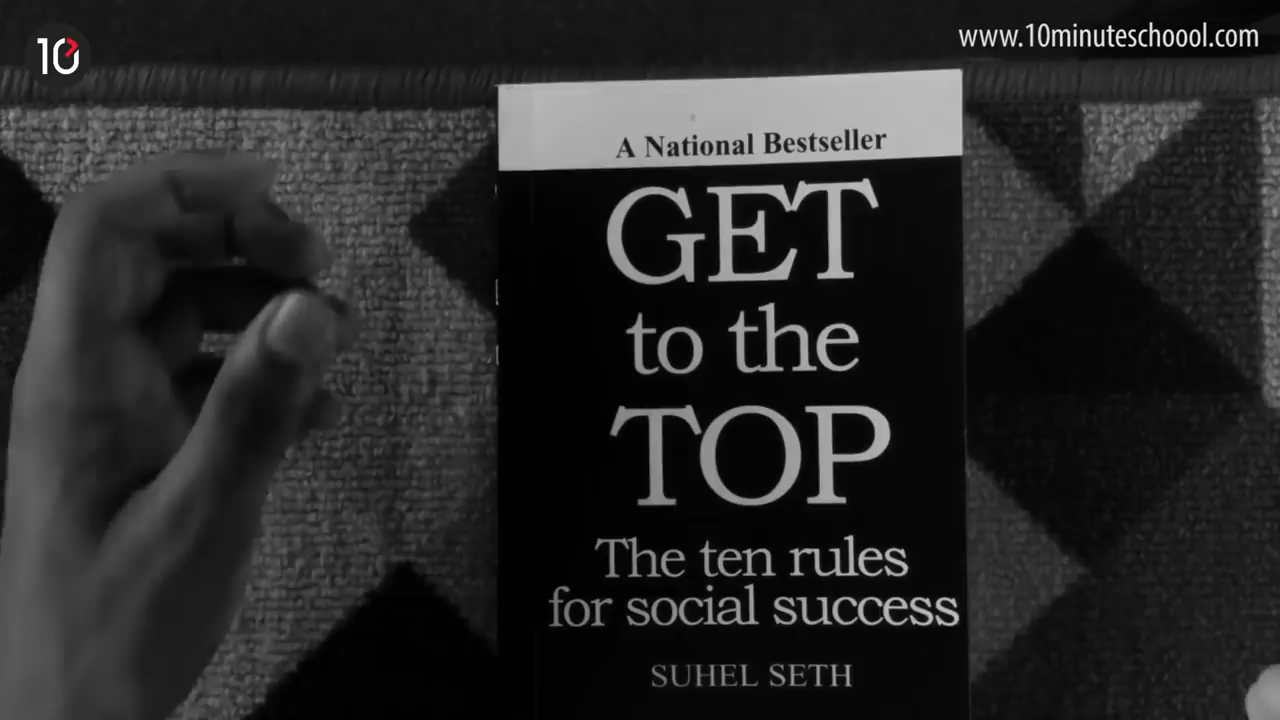 10
www.10minuteschoool.com
A National Bestseller
GET
to the
TOP
The ten rules
for social success
SUHEL SETH